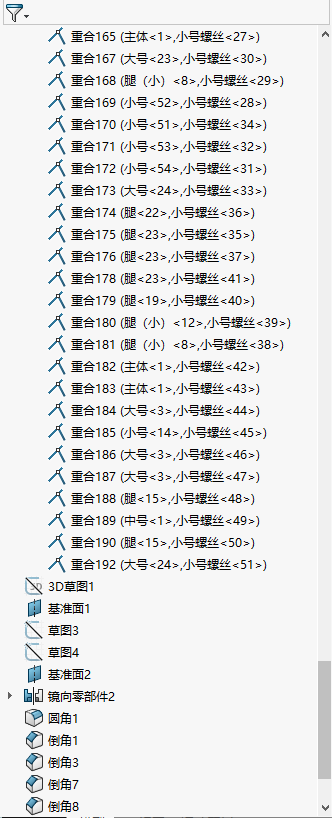 重合165 (主体<1>,小号螺丝<27>)
重合167 (大号<23>,小号螺丝<30>)
重合168 (腿（小）<8>,小号螺丝<29>)
重合169 (小号<52>,小号螺丝<28>)
重合170 (小号<51>,小号螺丝<34>)
重合171 (小号<53>,小号螺丝<32>)
重合172 (小号<54>,小号螺丝<31>)
重合173 (大号<24>,小号螺丝<33>)
重合174 (腿<22>,小号螺丝<36>)
重合175 (腿<23>,小号螺丝<35>)
重合176 (腿<23>,小号螺丝<37>)
重合178 (腿<23>,小号螺丝<41>)
重合179 (腿<19>,小号螺丝<40>)
重合180 (腿（小）<12>,小号螺丝<39>)
重合181 (腿（小）<8>,小号螺丝<38>)
重合182 (主体<1>,小号螺丝<42>)
重合183 (主体<1>,小号螺丝<43>)
重合184 (大号<3>,小号螺丝<44>)
重合185 (小号<14>,小号螺丝<45>)
重合186 (大号<3>,小号螺丝<46>)
重合187 (大号<3>,小号螺丝<47>)
重合188 (腿<15>,小号螺丝<48>)
重合189 (中号<1>,小号螺丝<49>)
重合190 (腿<15>,小号螺丝<50>)
重合192 (大号<24>,小号螺丝<51>)
3D草图1
基准面1
草图3
草图4
基准面2
镜向零部件2
圆角1
倒角1
倒角3
倒角7
倒角8